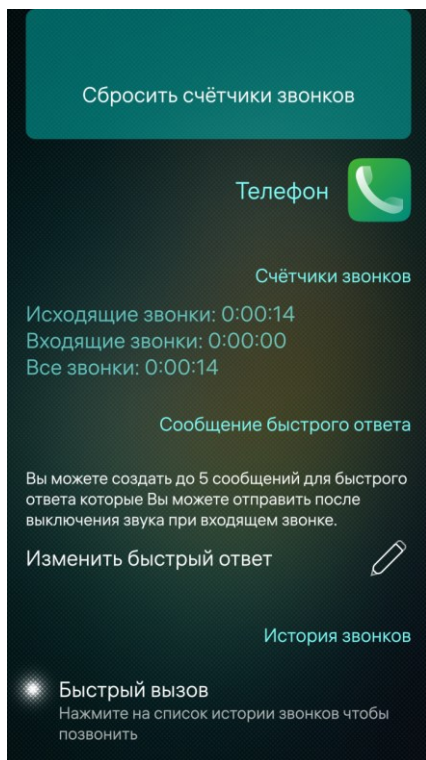 Сбросить счётчики звонков
Телефон
Счётчики звонков
Исходящие звонки: 0:00:14
Входящие звонки: 0:00:00
Все звонки: 0:00:14
Сообщение быстрого ответа
Вы можете создать до 5 сообщений для быстрого
ответа которые Вы можете отправить после
выключения звука при входящем звонке.
Изменить быстрый ответ
История звонков
Быстрый вызов
Нажмите на список истории звонков чтобы
позвонить